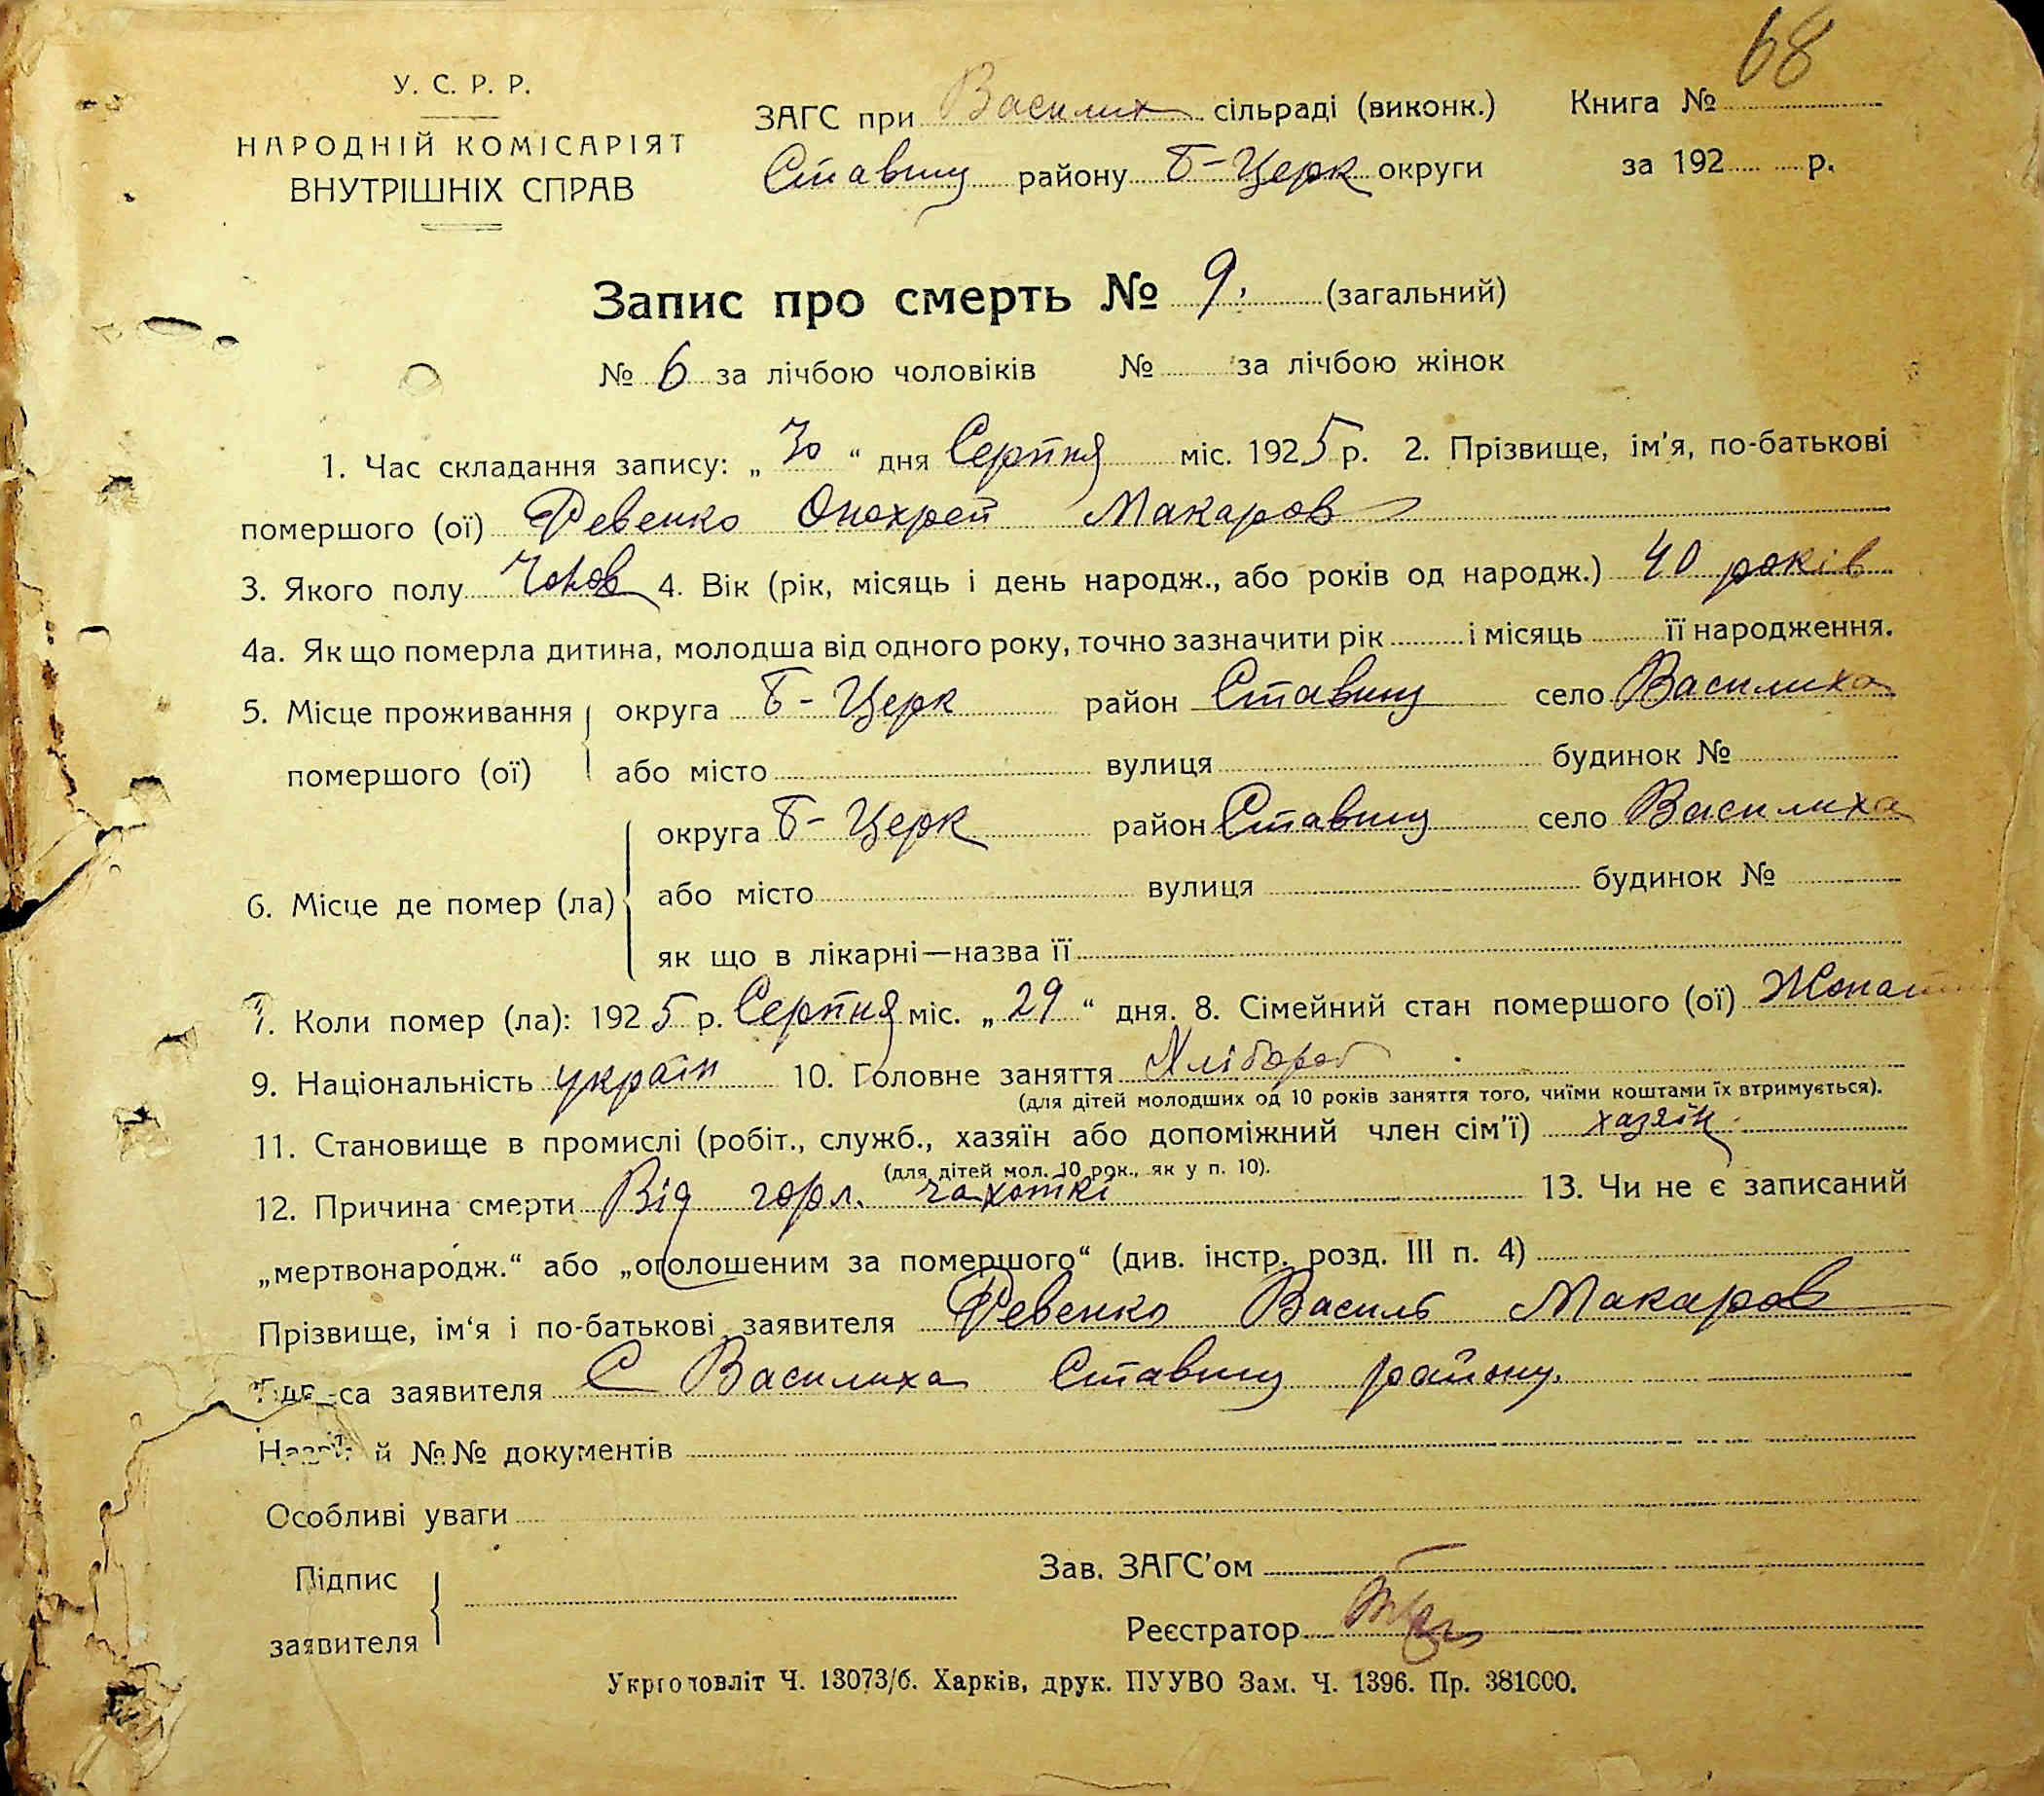 68
У. С. Р. Р.
НАРОДНІЙ КОМІСАРІЯТ
ВНУТРІШНІХ СПРАВ
ЗАГС при Василих сільраді (виконк.) Книга №
Ставищ району Б-Церк округи за 192 р.
Запис про смерть № 9. (загальний)
№ 6 за лічбою чоловіків № за лічбою жінок
1. Час складання запису: „ 30 “ дня Серпня міс. 1925 р. 2. Прізвище, ім'я, по-батькові
помершого (ої) Ревенко Онохрей Макаров
3. Якого полу Чолов 4. Вік (рік, місяць і день народж., або років од народж.) 40 років
4а. Як що померла дитина, молодша від одного року, точно зазначити рік і місяць її народження.
5. Місце проживання округа Б-Церк район Ставищ село Василиха
помершого (ої) або місто вулиця будинок №
округа Б-Церк район Ставищ село Василиха
6. Місце де помер (ла) або місто вулиця будинок №
як що в лікарні—назва її
7. Коли помер (ла): 1925 р. Серпня міс. „ 29 “ дня. 8. Сімейний стан помершого (ої) Жонат
9. Національність україн 10. Головне заняття Хлібороб
(для дітей молодших од 10 років заняття того, чиїми коштами їх втримується).
11. Становище в промислі (робіт., служб., хазяїн або допоміжний член сім'ї) хазяїн
(для дітей мол. 10 рок., як у п. 10).
12. Причина смерти Від горл. чахоткі 13. Чи не є записаний
„мертвонародж.“ або „оголошеним за помершого“ (див. інстр. розд. III п. 4)
Прізвище, ім'я і по-батькові заявителя Ревенко Василь Макаров
са заявителя С Василиха Ставищ району.
й №№ документів
Особливі уваги
Підпис Зав. ЗАГС'ом
заявителя Реєстратор
Ч. 13073/б. Харків, друк. ПУУВО Зам. Ч. 1396. Пр. 381000.